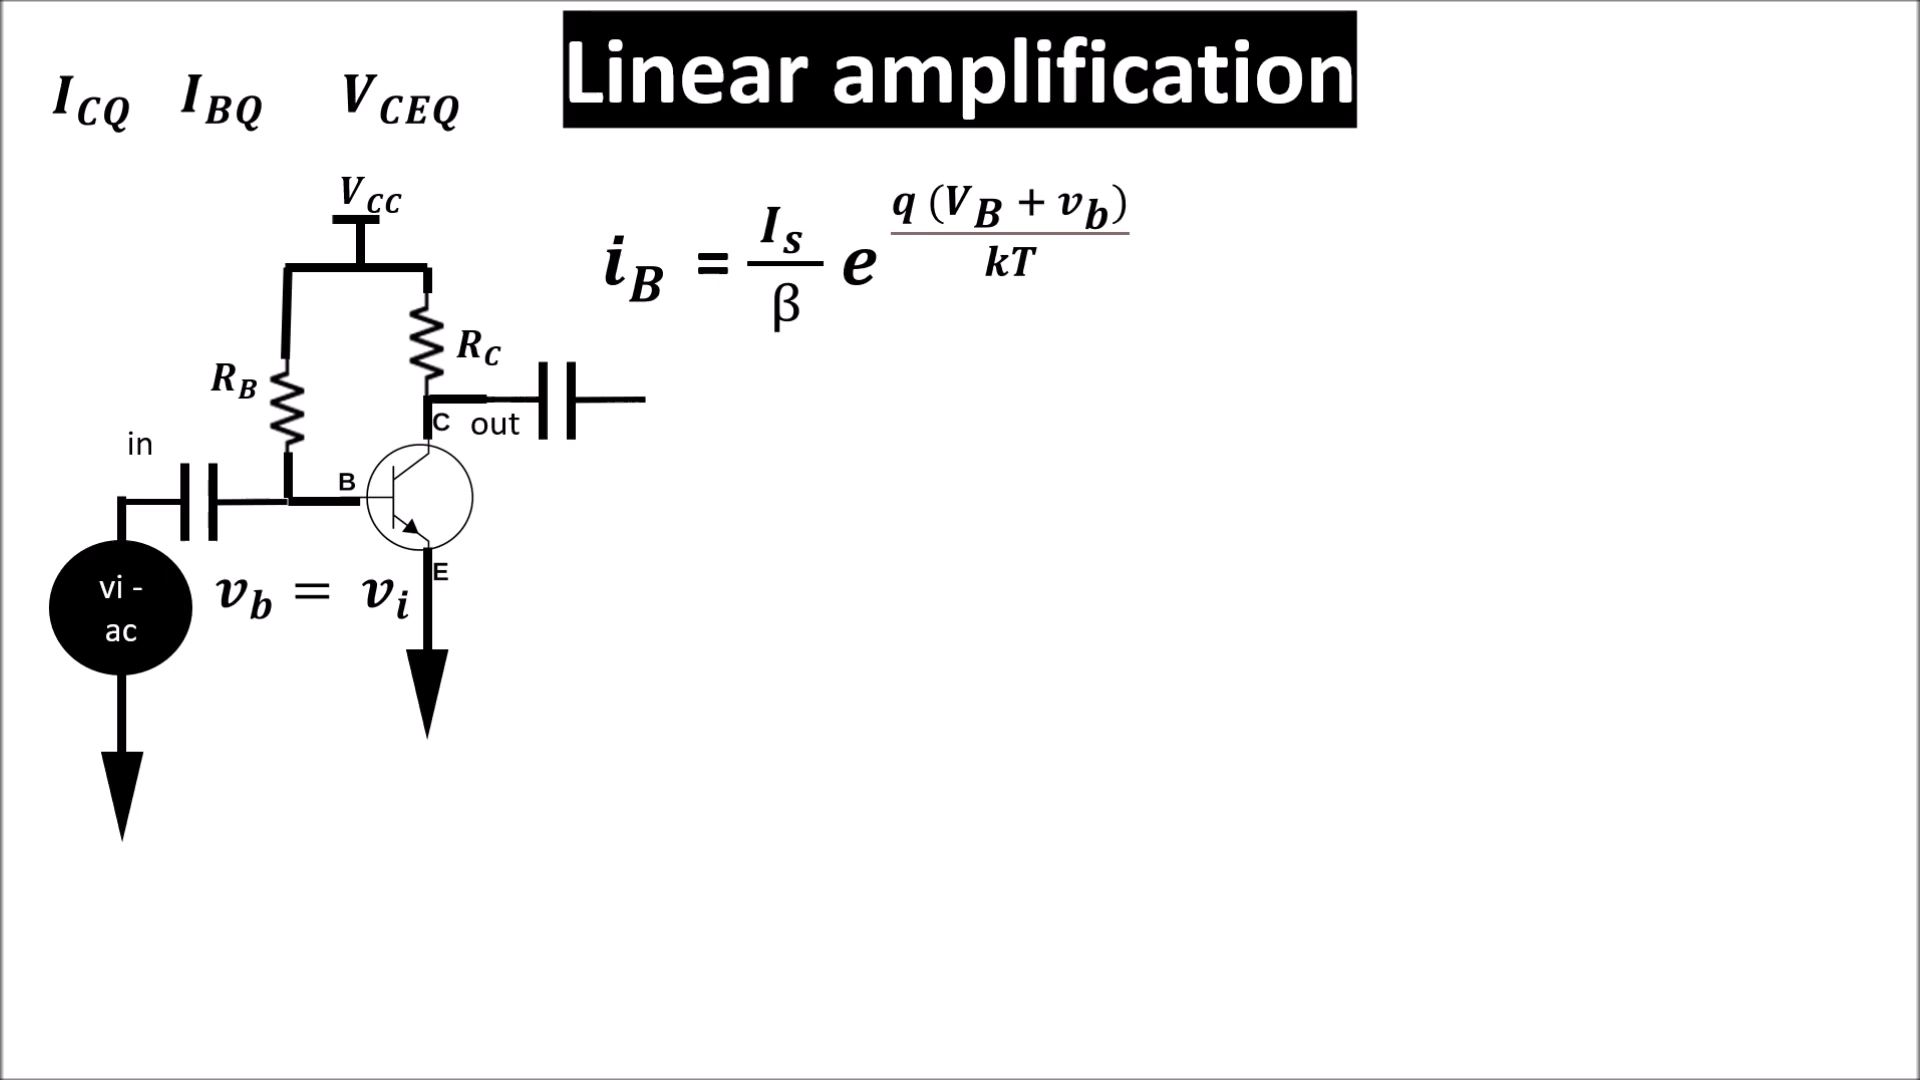 Linear amplification
I_CQ I_BQ V_CEQ
V_CC
i_B = I_s/β e^(q (V_B + v_b)/kT)
R_C
R_B
C out
in
B
E
vi -
ac
v_b = v_i